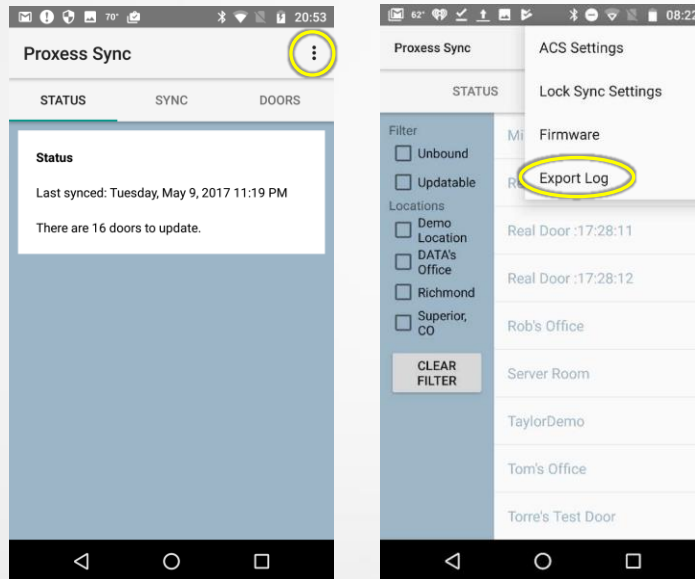 70°
20:53
Proxess Sync
STATUS
SYNC
DOORS
Status
Last synced: Tuesday, May 9, 2017 11:19 PM
There are 16 doors to update.
62°
08:22
Proxess Sync
STATUS
ACS Settings
Lock Sync Settings
Firmware
Export Log
Filter
Unbound
Updatable
Locations
Demo
Location
DATA's
Office
Richmond
Superior,
CO
CLEAR
FILTER
Real Door :17:28:11
Real Door :17:28:12
Rob's Office
Server Room
TaylorDemo
Tom's Office
Torre's Test Door